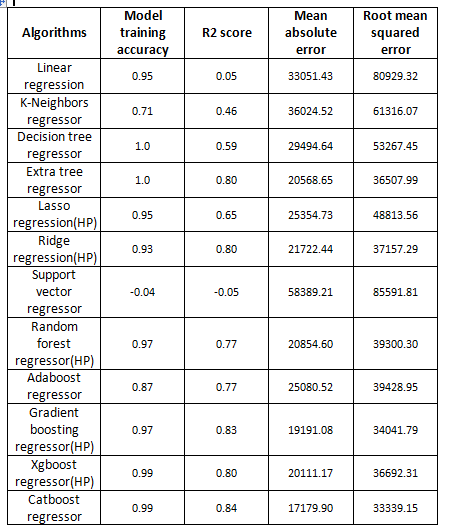 Algorithms Model training accuracy R2 score Mean absolute error Root mean squared error
Linear regression 0.95 0.05 33051.43 80929.32
K-Neighbors regressor 0.71 0.46 36024.52 61316.07
Decision tree regressor 1.0 0.59 29494.64 53267.45
Extra tree regressor 1.0 0.80 20568.65 36507.99
Lasso regression(HP) 0.95 0.65 25354.73 48813.56
Ridge regression(HP) 0.93 0.80 21722.44 37157.29
Support vector regressor -0.04 -0.05 58389.21 85591.81
Random forest regressor(HP) 0.97 0.77 20854.60 39300.30
Adaboost regressor 0.87 0.77 25080.52 39428.95
Gradient boosting regressor(HP) 0.97 0.83 19191.08 34041.79
Xgboost regressor(HP) 0.99 0.80 20111.17 36692.31
Catboost regressor 0.99 0.84 17179.90 33339.15